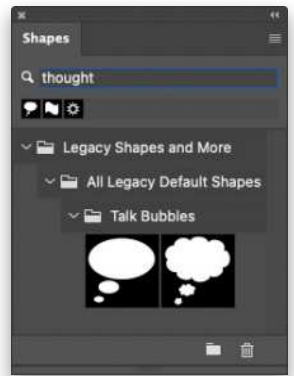 Shapes
thought
Legacy Shapes and More
All Legacy Default Shapes
Talk Bubbles